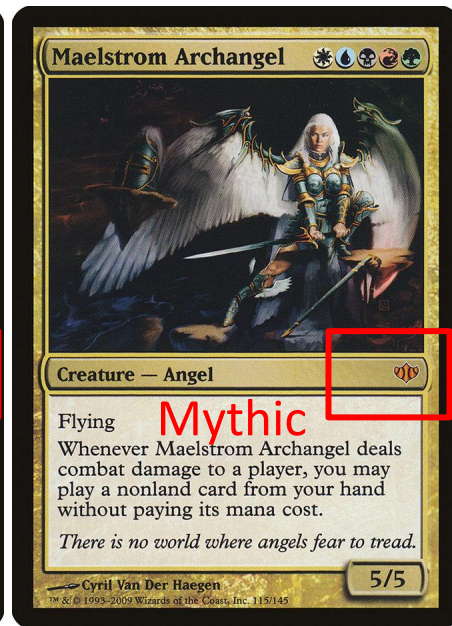 Maelstrom Archangel
Creature — Angel
Mythic
Flying
Whenever Maelstrom Archangel deals
combat damage to a player, you may
play a nonland card from your hand
without paying its mana cost.
There is no world where angels fear to tread.
5/5
Cyril Van Der Haegen
™ & © 1993–2009 Wizards of the Coast, Inc. 115/145